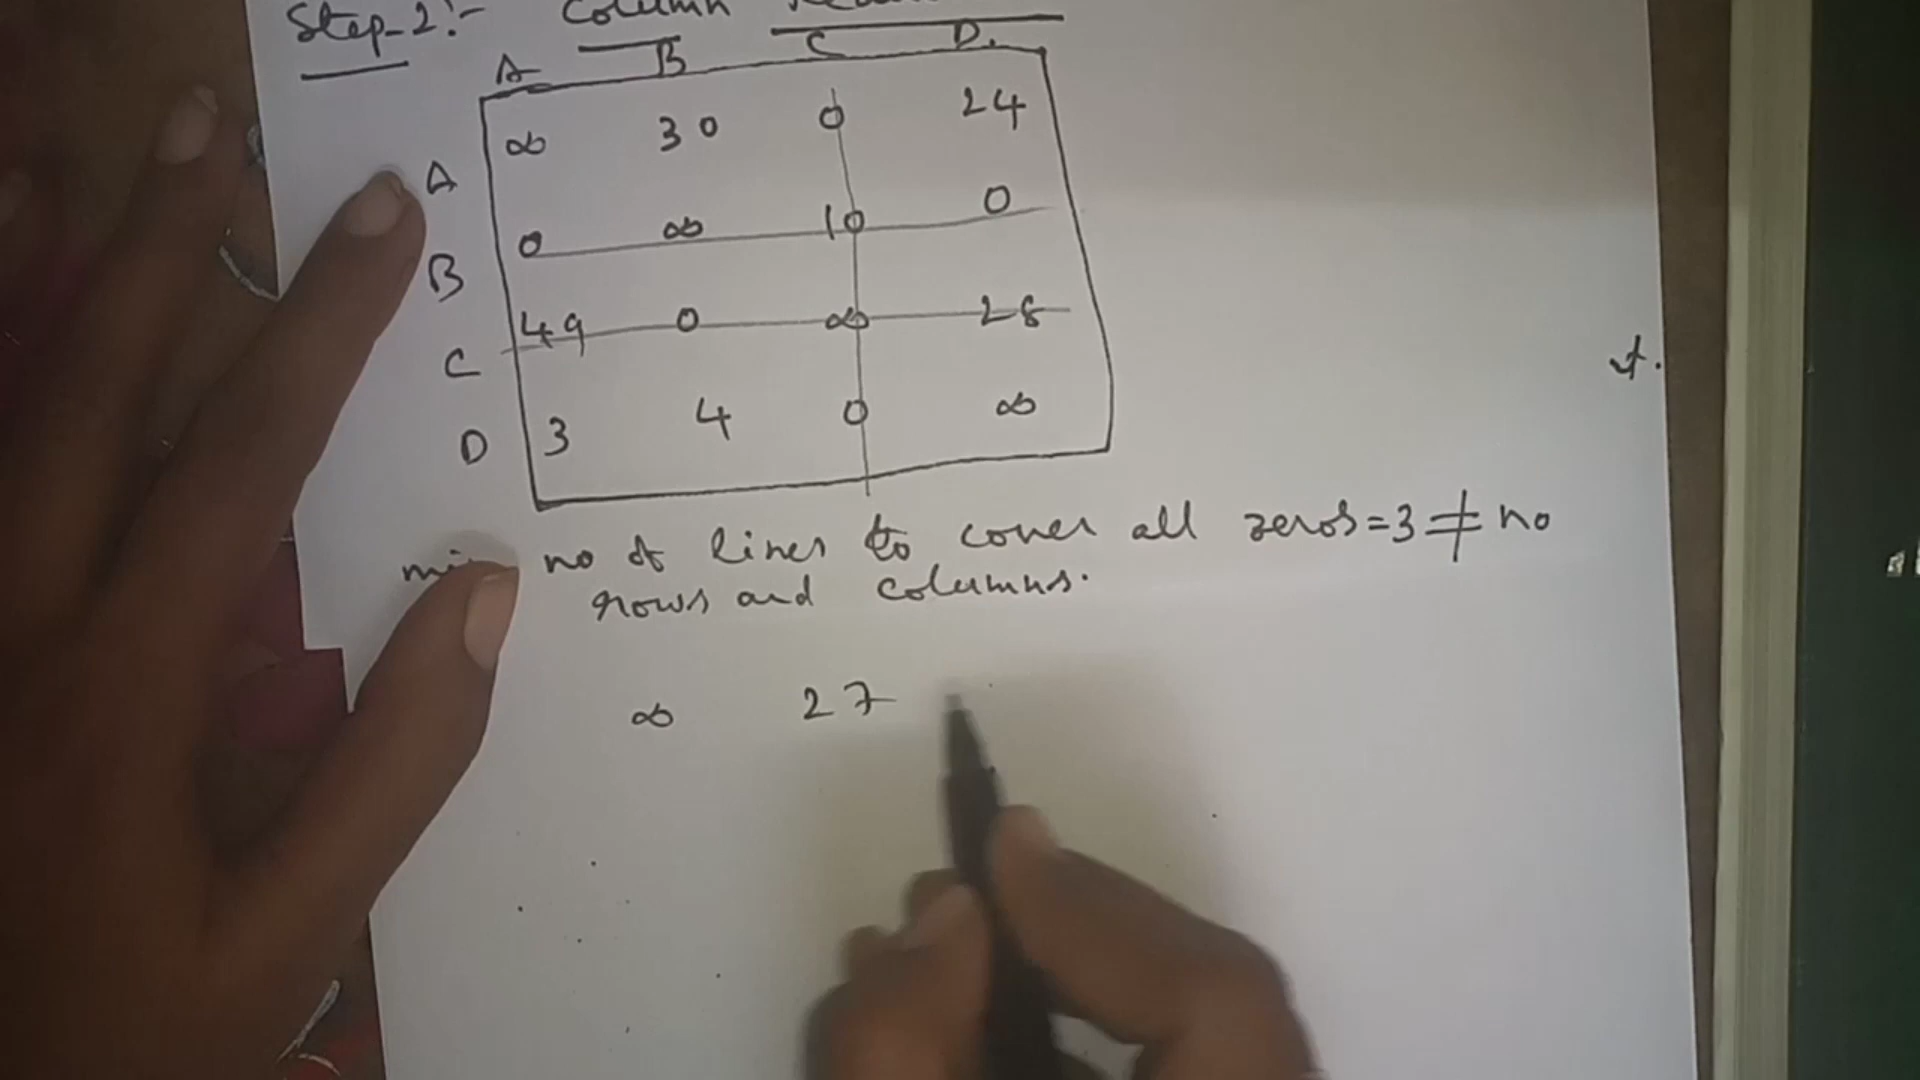 Step-2:- Column
A B C D.
A ∞ 30 0 24
B 0 ∞ 10 0
C 49 0 ∞ 28
D 3 4 0 ∞
no of lines to cover all zeros=3≠no
rows and columns.
∞ 27